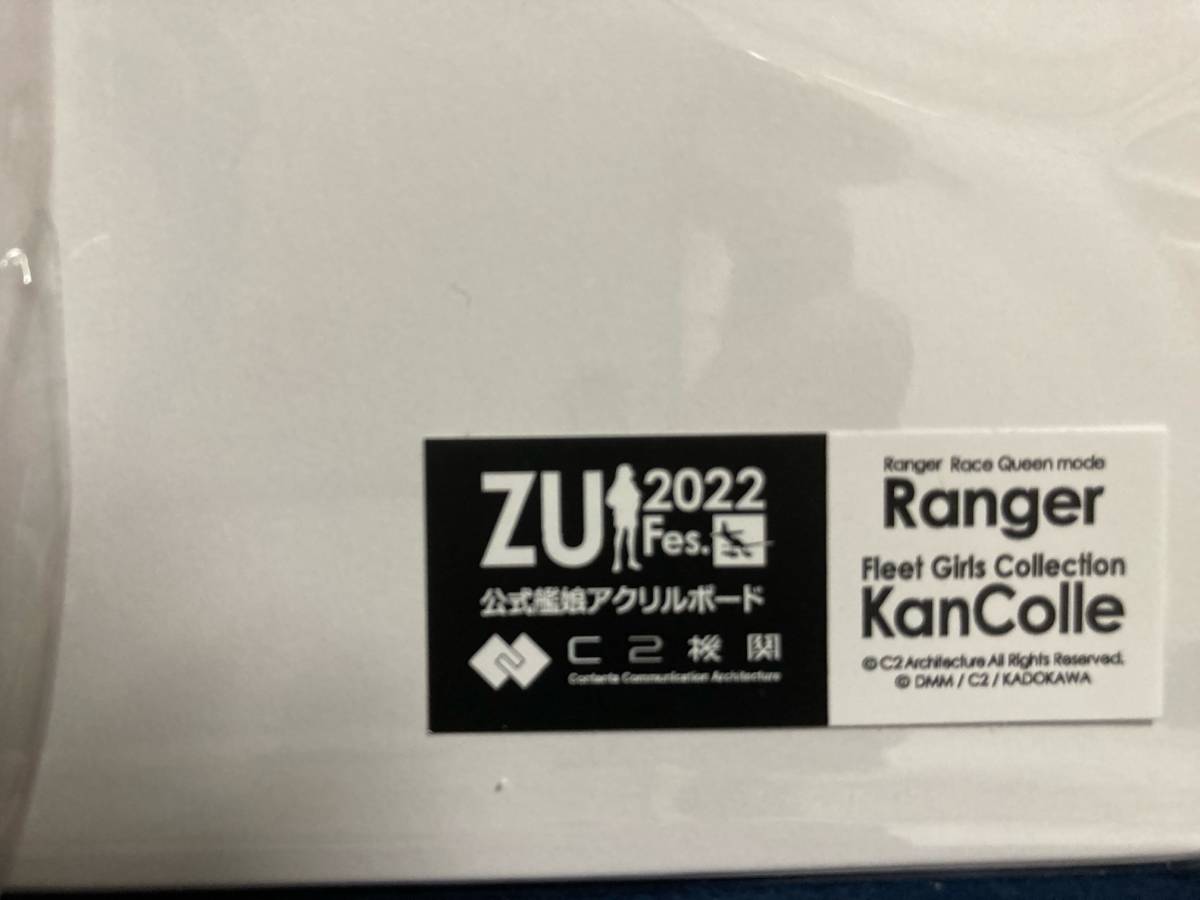 ZU 2022
Fes.
公式艦娘アクリルボード
C2機関
Contents Communication Architecture
Ranger Race Queen mode
Ranger
Fleet Girls Collection
KanColle
© C2 Architecture All Rights Reserved.
© DMM / C2 / KADOKAWA